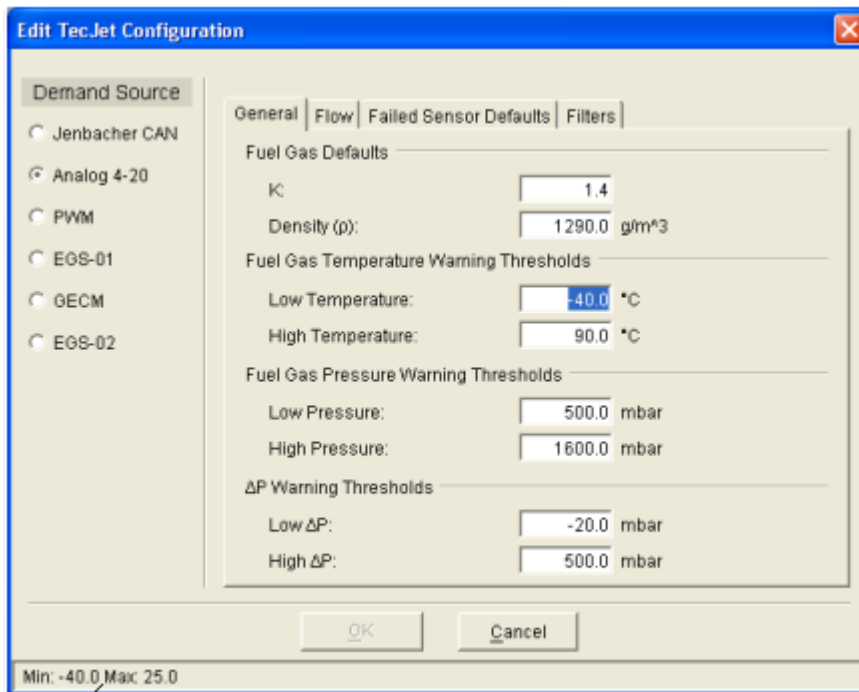 Edit TecJet Configuration
Demand Source
Jenbacher CAN
Analog 4-20
PWM
EGS-01
GECM
EGS-02
General Flow Failed Sensor Defaults Filters
Fuel Gas Defaults
K: 1.4
Density (ρ): 1290.0 g/m^3
Fuel Gas Temperature Warning Thresholds
Low Temperature: -40.0 °C
High Temperature: 90.0 °C
Fuel Gas Pressure Warning Thresholds
Low Pressure: 500.0 mbar
High Pressure: 1600.0 mbar
ΔP Warning Thresholds
Low ΔP: -20.0 mbar
High ΔP: 500.0 mbar
OK Cancel
Min: -40.0 Max: 25.0